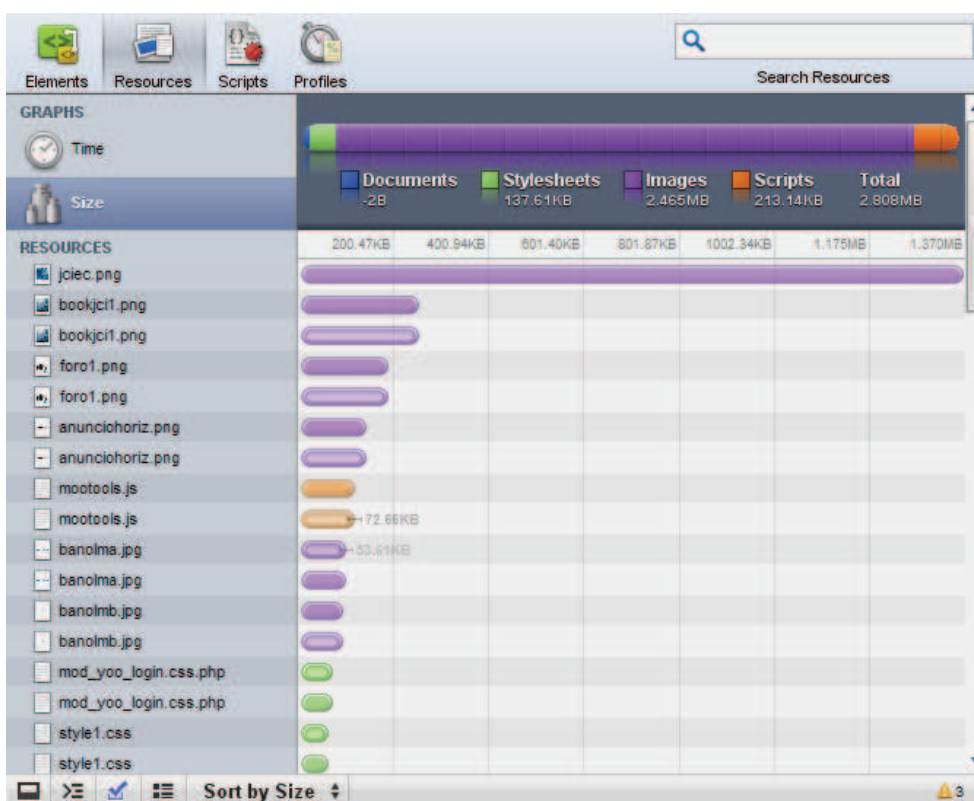 Elements Resources Scripts Profiles
Search Resources
GRAPHS
Time
Size
Documents Stylesheets Images Scripts Total
-2B 137.61KB 2.465MB 213.14KB 2.808MB
RESOURCES
200.47KB 400.94KB 601.40KB 801.87KB 1002.34KB 1.175MB 1.370MB
jciec.png
bookjci1.png
bookjci1.png
foro1.png
foro1.png
anunciohoriz.png
anunciohoriz.png
mootools.js
mootools.js 72.66KB
banolma.jpg 53.61KB
banolma.jpg
banolmb.jpg
banolmb.jpg
mod_yoo_login.css.php
mod_yoo_login.css.php
style1.css
style1.css
Sort by Size 3